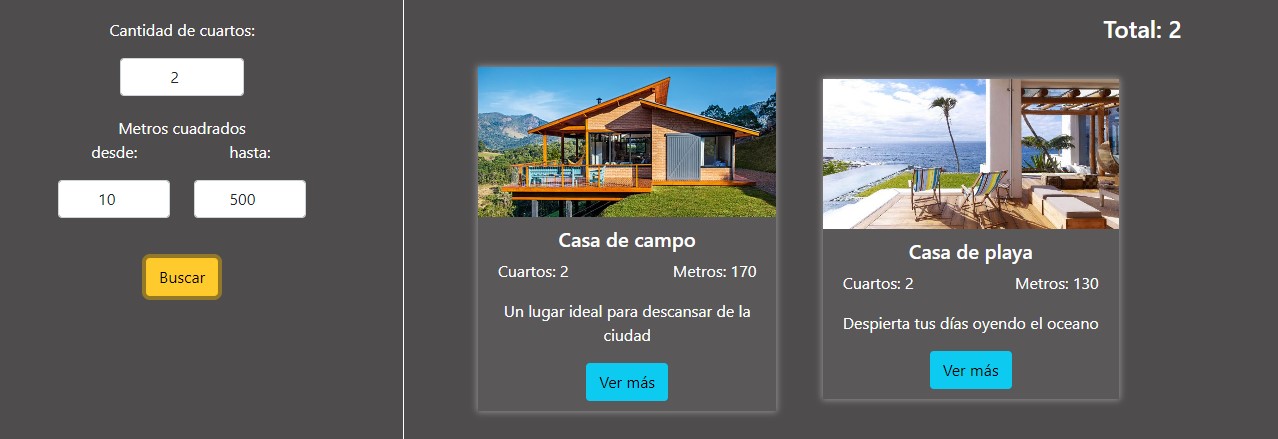 Cantidad de cuartos:
2
Metros cuadrados
desde: hasta:
10 500
Buscar
Total: 2
Casa de campo
Cuartos: 2 Metros: 170
Un lugar ideal para descansar de la
ciudad
Ver más
Casa de playa
Cuartos: 2 Metros: 130
Despierta tus días oyendo el oceano
Ver más